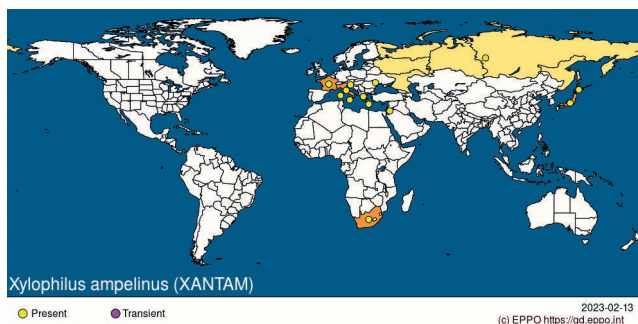 Xylophilus ampelinus (XANTAM)
Present
Transient
2023-02-13
(c) EPPO https://gd.eppo.int